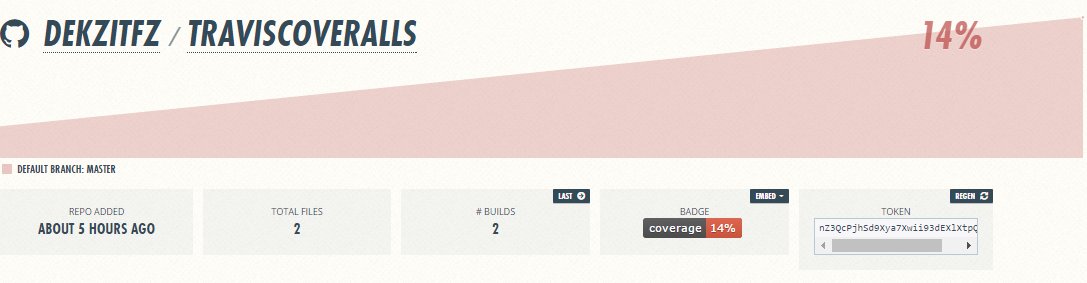 DEKZITFZ / TRAVISCOVERALLS
14%
DEFAULT BRANCH: MASTER
LAST
EMBED
REGEN
REPO ADDED
ABOUT 5 HOURS AGO
TOTAL FILES
2
# BUILDS
2
BADGE
coverage 14%
TOKEN